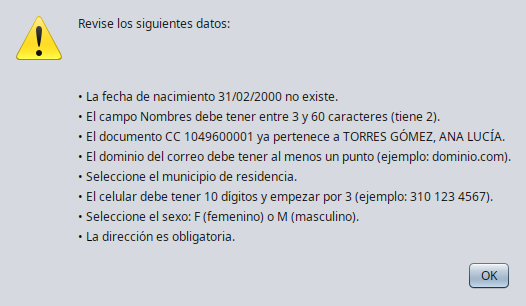 Revise los siguientes datos:
• La fecha de nacimiento 31/02/2000 no existe.
• El campo Nombres debe tener entre 3 y 60 caracteres (tiene 2).
• El documento CC 1049600001 ya pertenece a TORRES GÓMEZ, ANA LUCÍA.
• El dominio del correo debe tener al menos un punto (ejemplo: dominio.com).
• Seleccione el municipio de residencia.
• El celular debe tener 10 dígitos y empezar por 3 (ejemplo: 310 123 4567).
• Seleccione el sexo: F (femenino) o M (masculino).
• La dirección es obligatoria.
OK